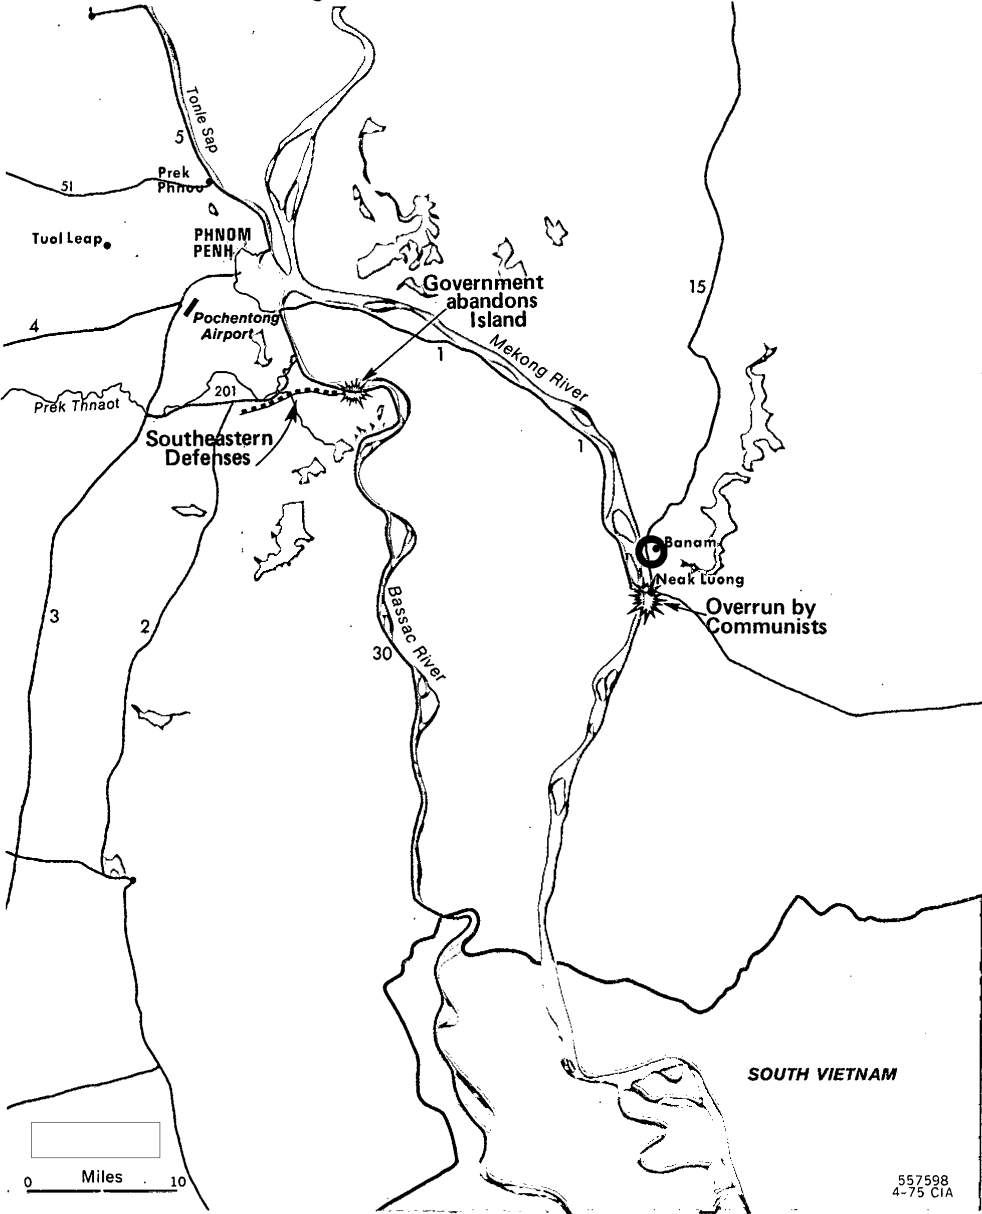 Tonle Sap
5
Prek
Phnou
51
Tuol Leap
PHNOM
PENH
Government
abandons
Island
15
Pochentong
Airport
4
1
Mekong River
201
Prek Thnaot
Southeastern
Defenses
1
Banam
Neak Luong
Overrun by
Communists
3
2
Bassac River
30
SOUTH VIETNAM
Miles
0 10
557598
4-75 CIA